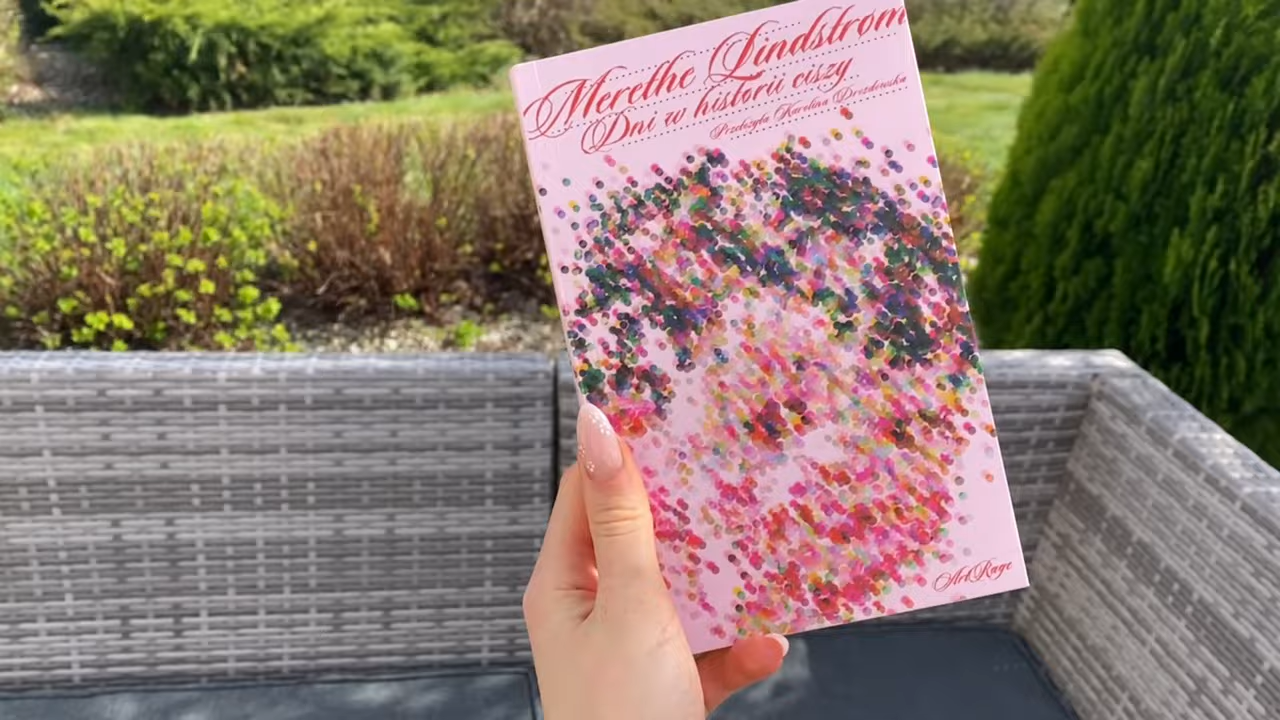 Merethe Lindstrøm
Dni w historii ciszy
Przełożyła Karolina Drozdowska
ArtRage